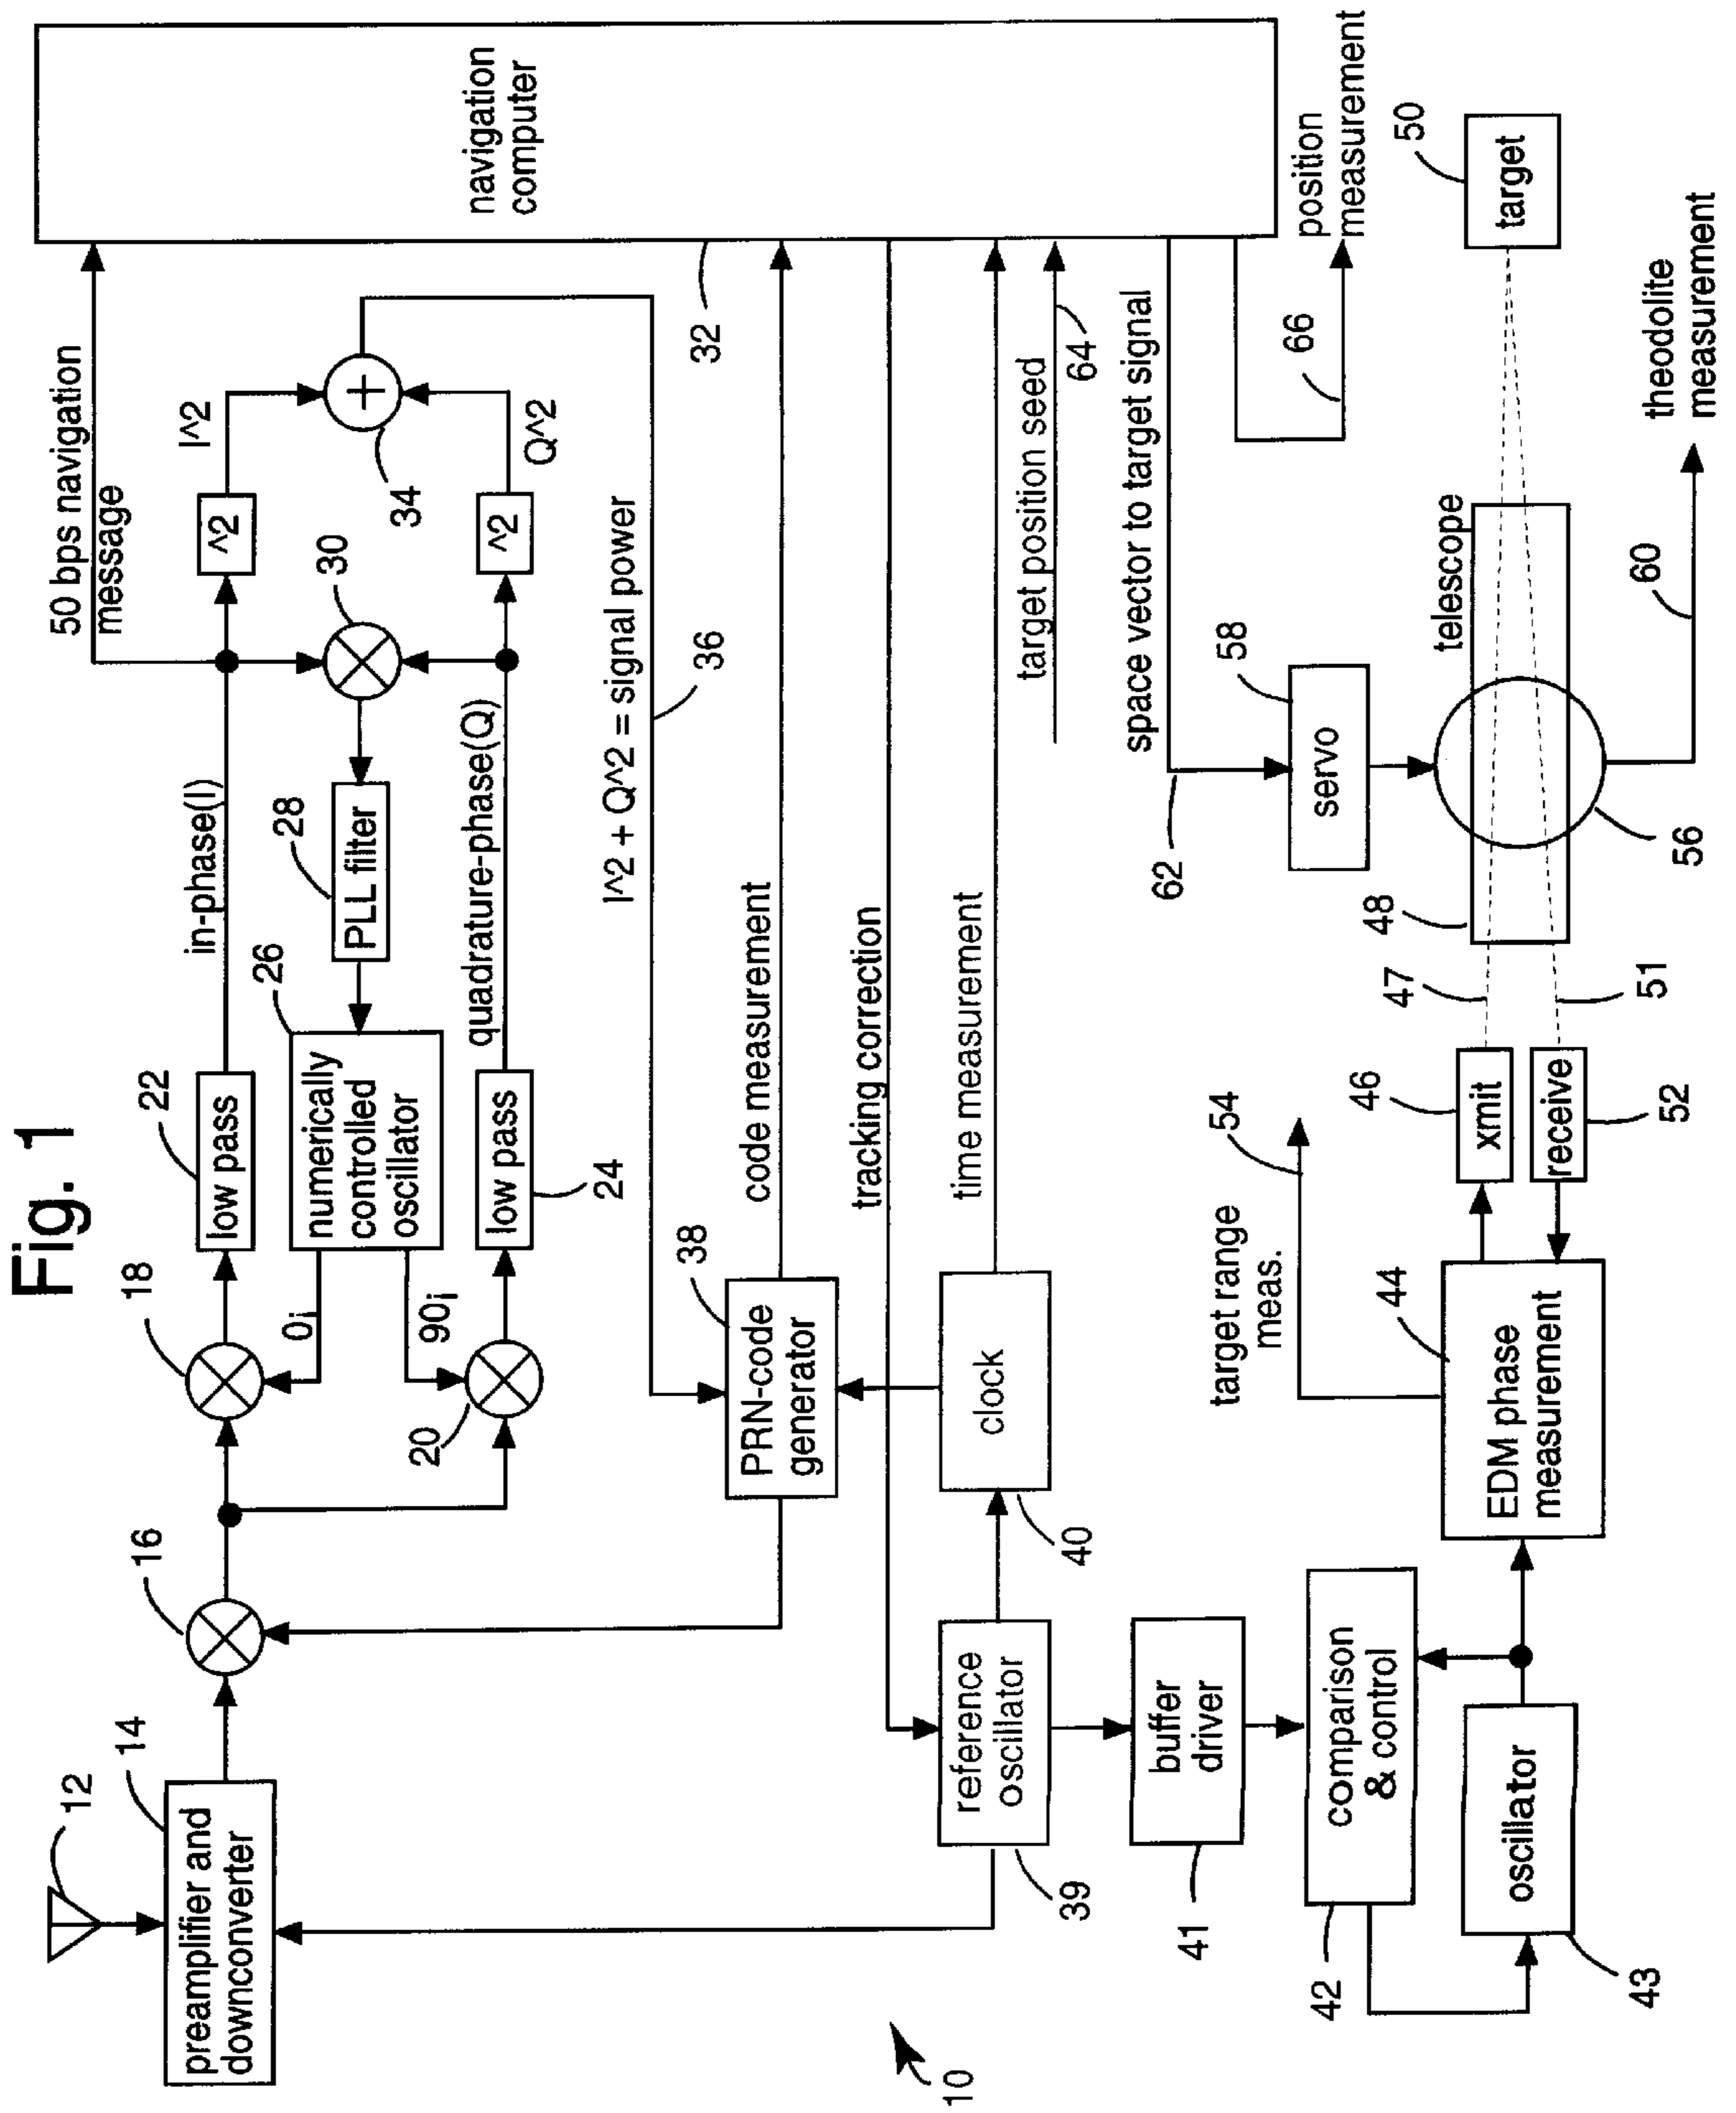 Fig. 1
12
14
preamplifier and
downconverter
16
18
20
0¡
90¡
22
low pass
24
low pass
26
numerically
controlled
oscillator
28
PLL filter
in-phase(I)
quadrature-phase(Q)
30
50 bps navigation
message
^2
^2
I^2
Q^2
34
I^2 + Q^2 = signal power
36
32
navigation
computer
38
PRN-code
generator
code measurement
tracking correction
time measurement
clock
40
reference
oscillator
39
target position seed
64
space vector to target signal
62
66
position
measurement
10
buffer
driver
41
comparison
& control
42
oscillator
43
44
EDM phase
measurement
target range
meas.
54
46
xmit
receive
52
47
51
48
telescope
servo
58
56
60
theodolite
measurement
50
target